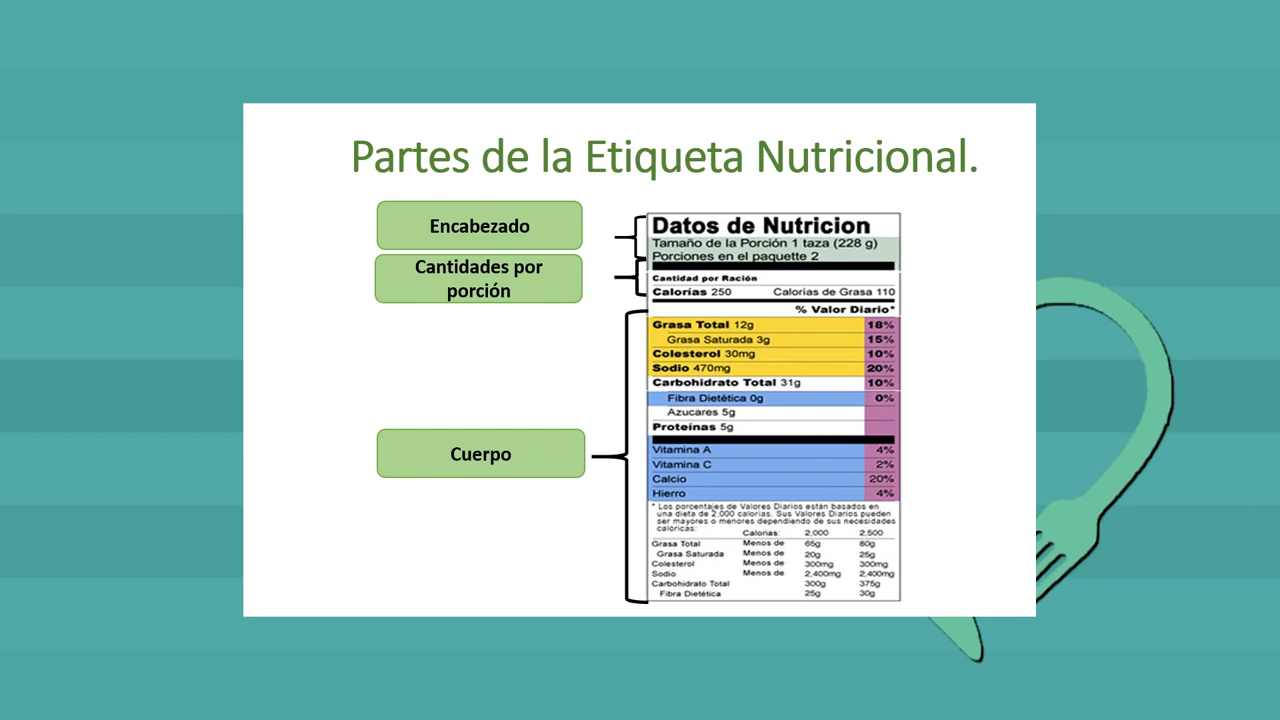 Partes de la Etiqueta Nutricional.
Encabezado
Cantidades por
porción
Cuerpo
Datos de Nutricion
Tamaño de la Porción 1 taza (228 g)
Porciones en el paquette 2
Cantidad por Ración
Calorías 250 Calorias de Grasa 110
% Valor Diario*
Grasa Total 12g 18%
Grasa Saturada 3g 15%
Colesterol 30mg 10%
Sodio 470mg 20%
Carbohidrato Total 31g 10%
Fibra Dietética 0g 0%
Azucares 5g
Proteínas 5g
Vitamina A 4%
Vitamina C 2%
Calcio 20%
Hierro 4%
* Los porcentajes de Valores Diarios están basados en
una dieta de 2,000 calorías. Sus Valores Diarios pueden
ser mayores o menores dependiendo de sus necesidades
calóricas:
Calorias: 2,000 2,500
Grasa Total Menos de 65g 80g
Grasa Saturada Menos de 20g 25g
Colesterol Menos de 300mg 300mg
Sodio Menos de 2,400mg 2,400mg
Carbohidrato Total 300g 375g
Fibra Dietética 25g 30g